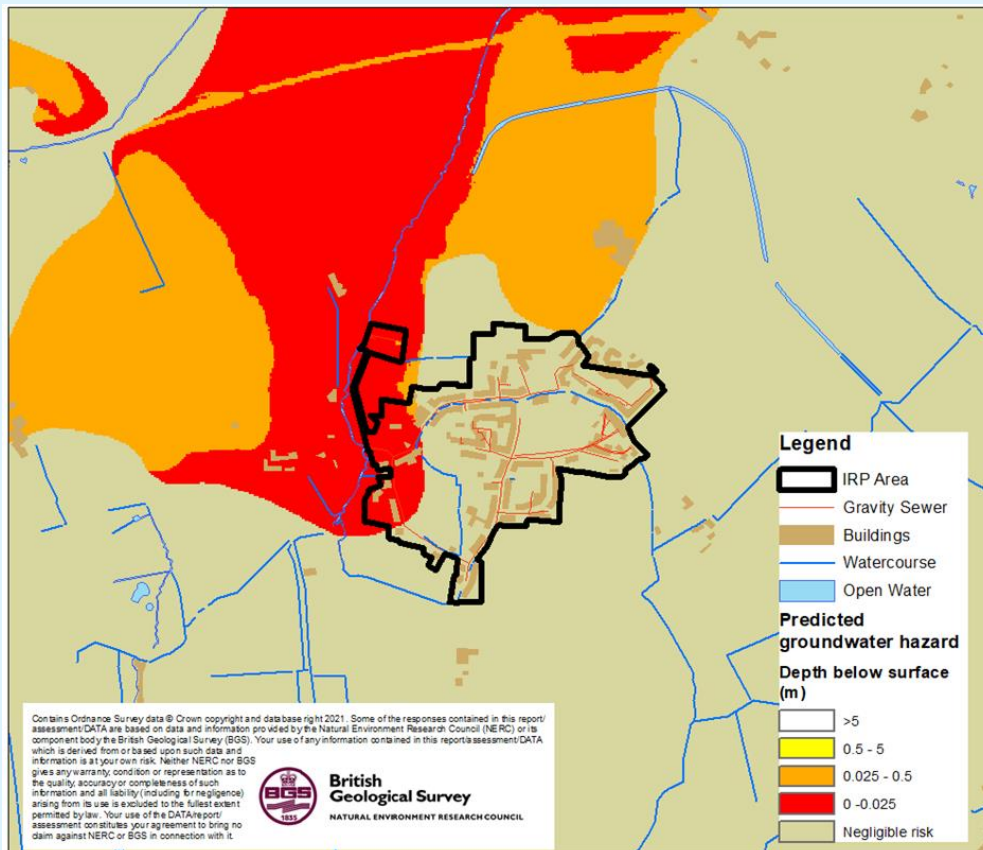 Legend
IRP Area
Gravity Sewer
Buildings
Watercourse
Open Water
Predicted
groundwater hazard
Depth below surface
(m)
>5
0.5 - 5
0.025 - 0.5
0 -0.025
Negligible risk
Contains Ordnance Survey data © Crown copyright and database right 2021. Some of the responses contained in this report/
assessment/DATA are based on data and information provided by the Natural Environment Research Council (NERC) or its
component body the British Geological Survey (BGS). Your use of any information contained in this report/assessment/DATA
which is derived from or based upon such data and
information is at your own risk. Neither NERC nor BGS
gives any warranty, condition or representation as to
the quality, accuracy or completeness of such
information and all liability (including for negligence)
arising from its use is excluded to the fullest extent
permitted by law. Your use of the DATA/report/
assessment constitutes your agreement to bring no
claim against NERC or BGS in connection with it.
BGS
1835
British
Geological Survey
NATURAL ENVIRONMENT RESEARCH COUNCIL